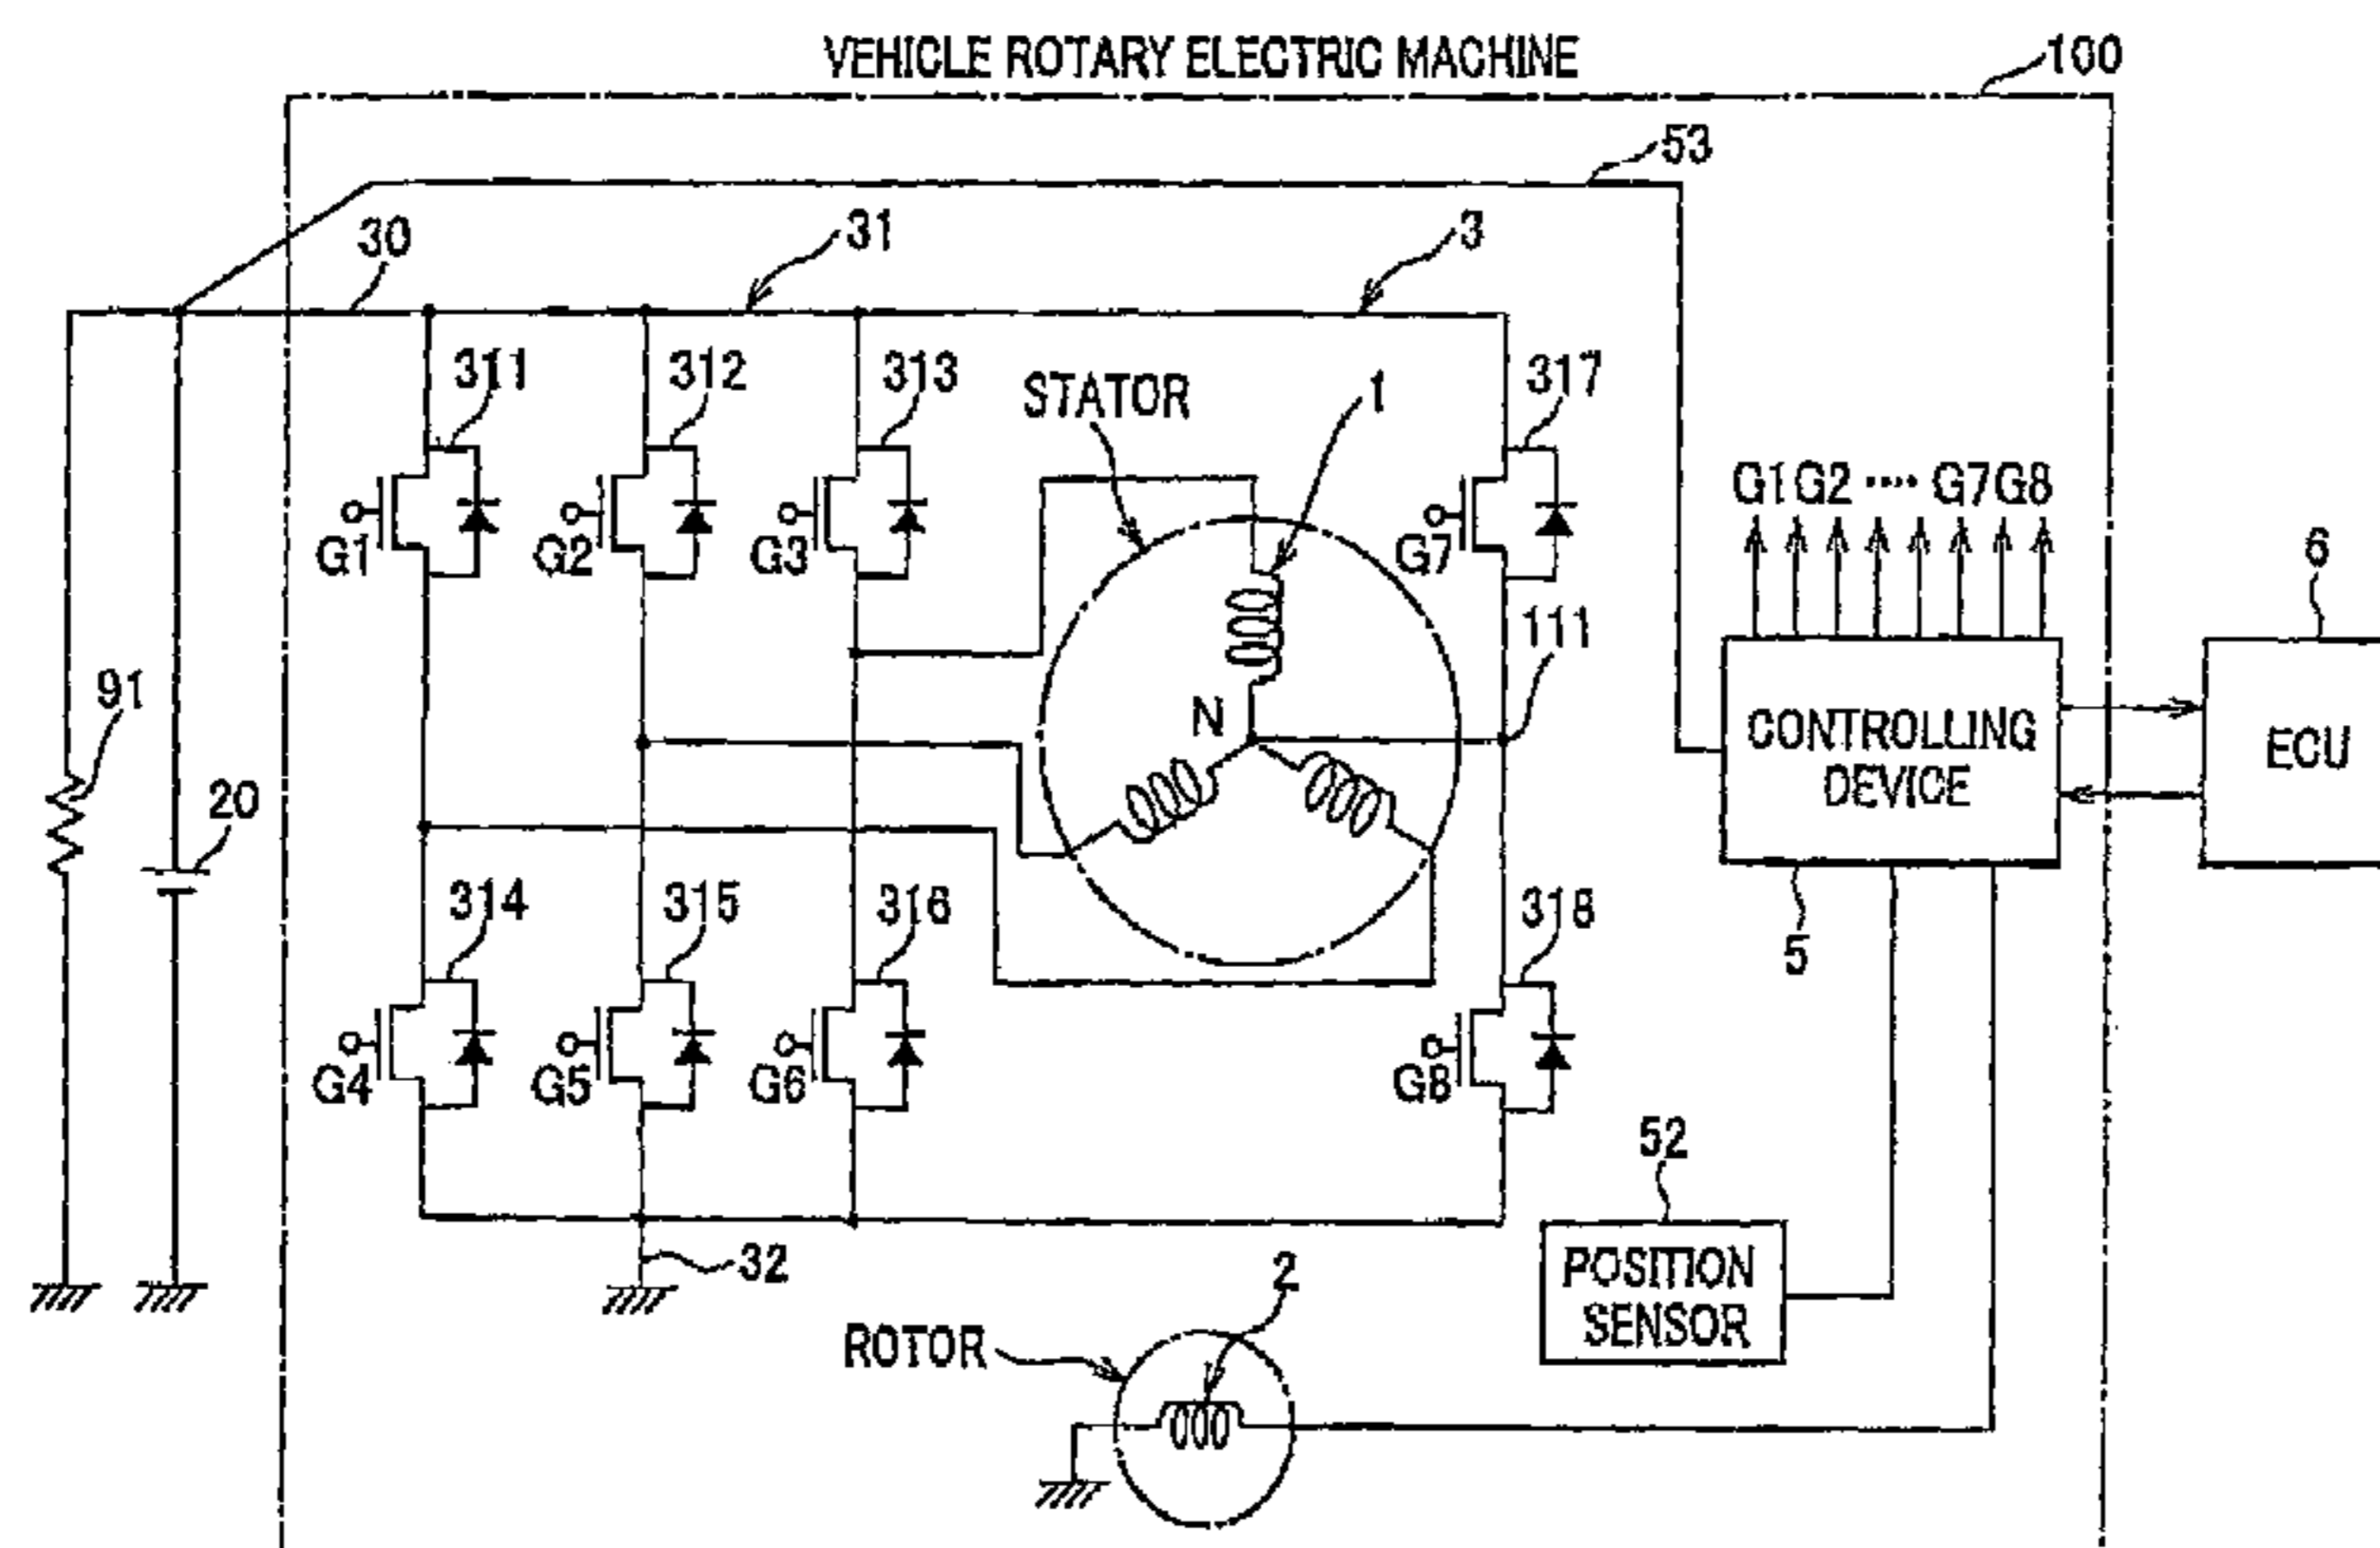 VEHICLE ROTARY ELECTRIC MACHINE
100
53
30
31
3
311
312
313
STATOR
1
317
G1
G2
G3
G7
G1 G2 ···· G7 G8
6
111
91
N
CONTROLLING
DEVICE
ECU
20
314
315
316
318
5
G4
G5
G6
G8
52
32
2
POSITION
SENSOR
ROTOR